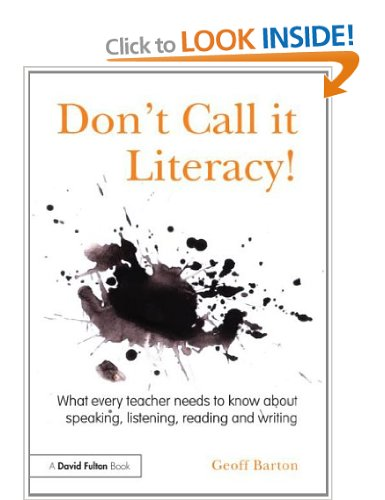 Click to LOOK INSIDE!
Don't Call it
Literacy!
What every teacher needs to know about
speaking, listening, reading and writing
A David Fulton Book
Geoff Barton